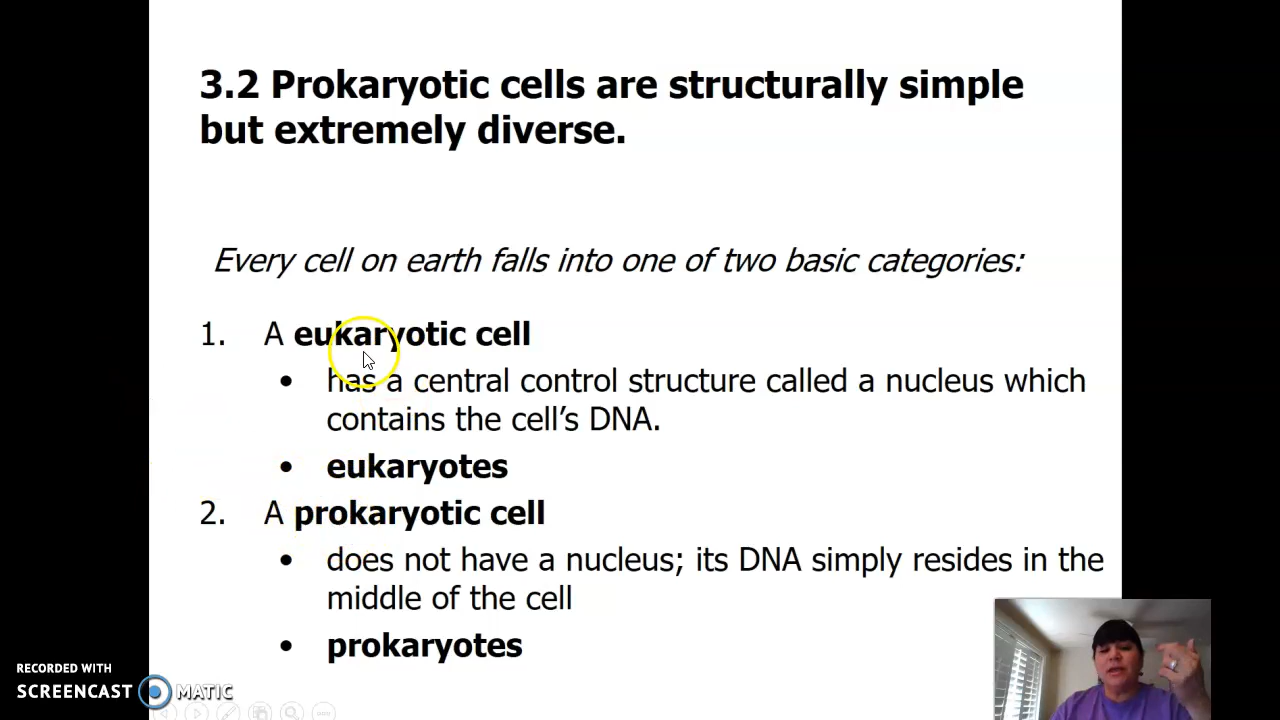 3.2 Prokaryotic cells are structurally simple
but extremely diverse.
Every cell on earth falls into one of two basic categories:
1. A eukaryotic cell
• has a central control structure called a nucleus which
contains the cell’s DNA.
• eukaryotes
2. A prokaryotic cell
• does not have a nucleus; its DNA simply resides in the
middle of the cell
• prokaryotes
RECORDED WITH
SCREENCAST MATIC